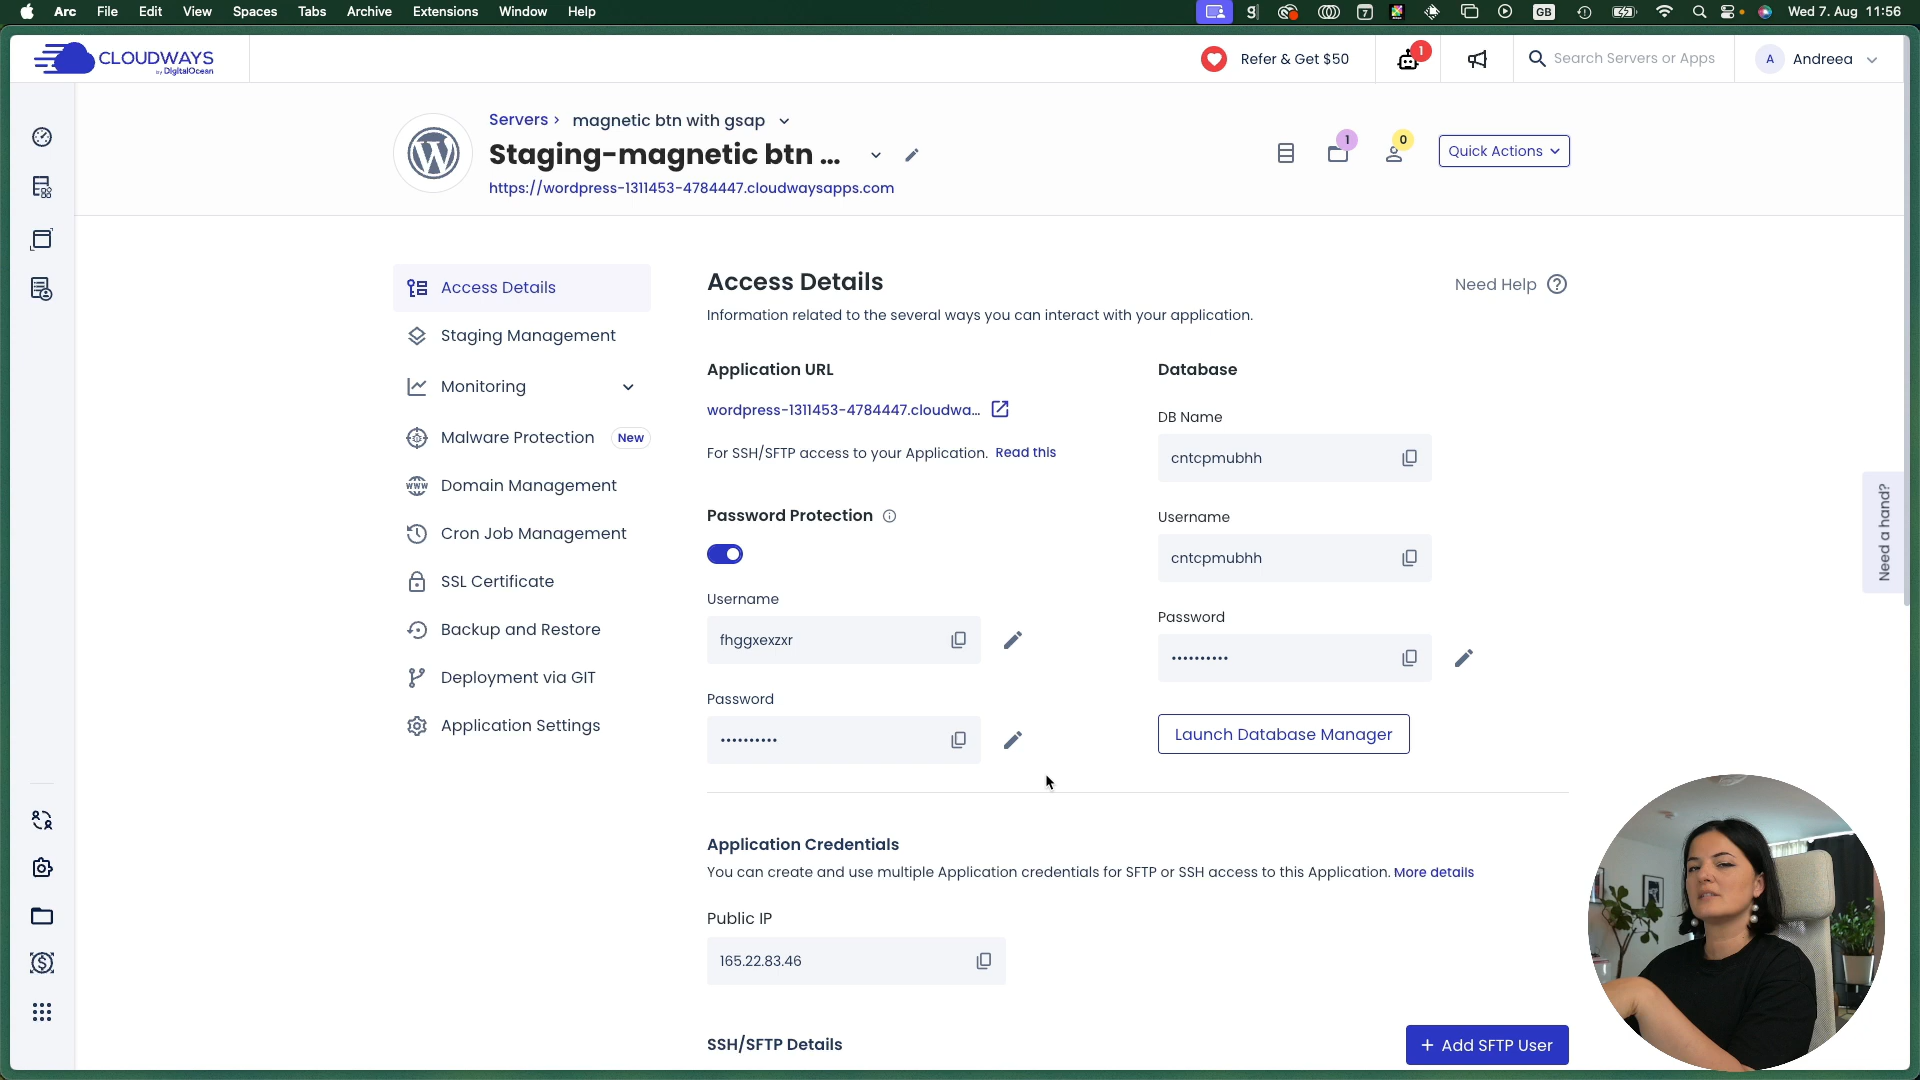 Arc File Edit View Spaces Tabs Archive Extensions Window Help
7 GB Wed 7. Aug 11:56
CLOUDWAYS
by DigitalOcean
Refer & Get $50
1
Search Servers or Apps
A Andreea
Servers › magnetic btn with gsap
Staging-magnetic btn ...
https://wordpress-1311453-4784447.cloudwaysapps.com
1
0
Quick Actions
Access Details
Staging Management
Monitoring
Malware Protection New
Domain Management
Cron Job Management
SSL Certificate
Backup and Restore
Deployment via GIT
Application Settings
Access Details
Need Help
Information related to the several ways you can interact with your application.
Application URL
wordpress-1311453-4784447.cloudwa...
For SSH/SFTP access to your Application. Read this
Password Protection
Username
fhggxexzxr
Password
••••••••••
Database
DB Name
cntcpmubhh
Username
cntcpmubhh
Password
••••••••••
Launch Database Manager
Application Credentials
You can create and use multiple Application credentials for SFTP or SSH access to this Application. More details
Public IP
165.22.83.46
SSH/SFTP Details
+ Add SFTP User
Need a hand?